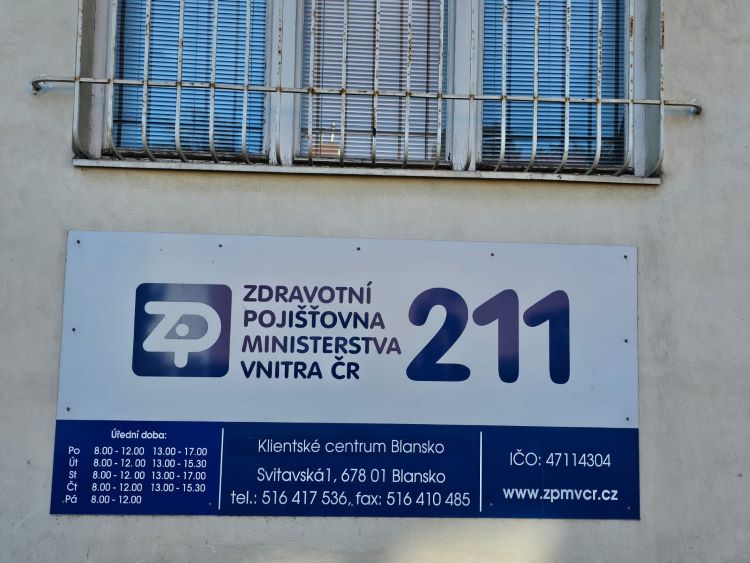 ZP
ZDRAVOTNÍ
POJIŠŤOVNA
MINISTERSTVA
VNITRA ČR
211
Úřední doba:
Po 8.00 - 12.00 13.00 - 17.00
Út 8.00 - 12.00 13.00 - 15.30
St 8.00 - 12.00 13.00 - 17.00
Čt 8.00 - 12.00 13.00 - 15.30
Pá 8.00 - 12.00
Klientské centrum Blansko
Svitavská1, 678 01 Blansko
tel.: 516 417 536, fax: 516 410 485
IČO: 47114304
www.zpmvcr.cz